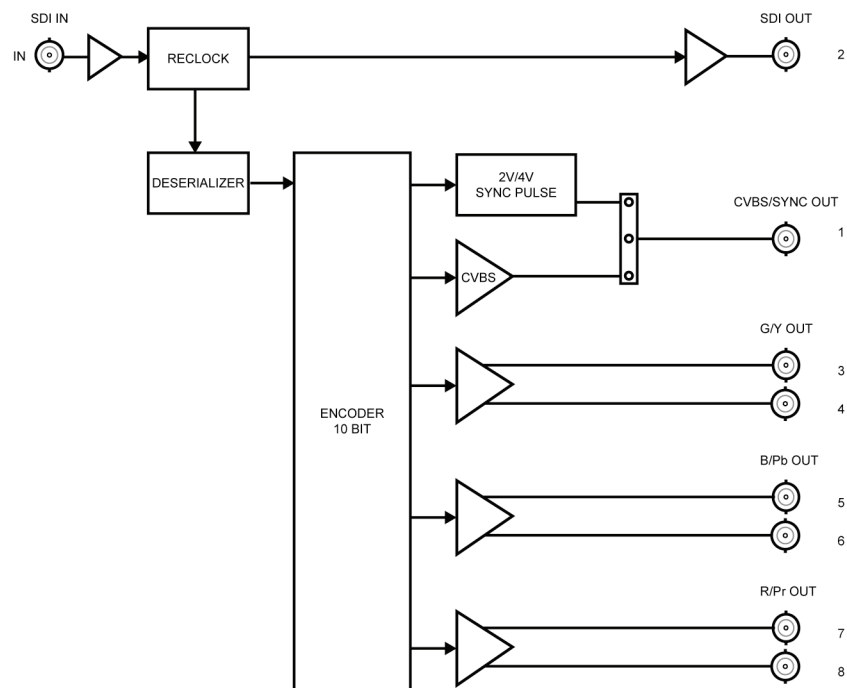 SDI IN
SDI OUT
IN
RECLOCK
2
DESERIALIZER
2V/4V
SYNC PULSE
CVBS/SYNC OUT
1
CVBS
G/Y OUT
3
4
ENCODER
10 BIT
B/Pb OUT
5
6
R/Pr OUT
7
8